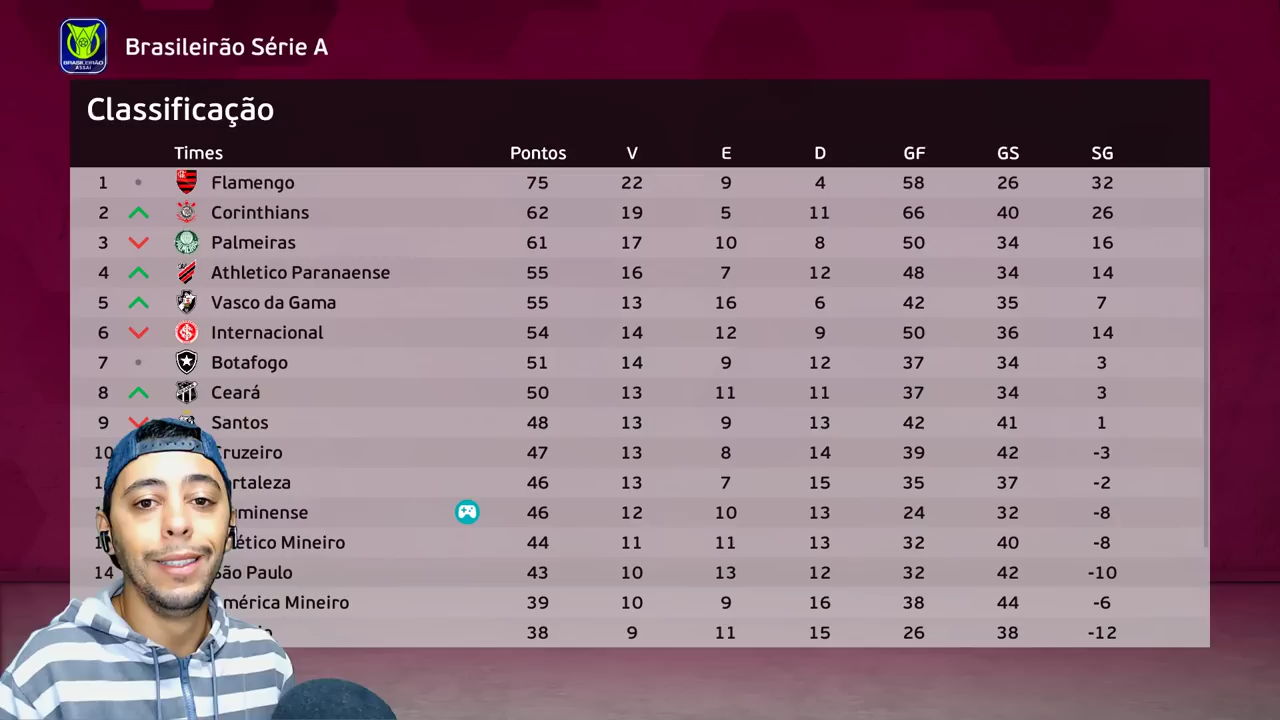 BRASILEIRÃO
ASSAÍ
Brasileirão Série A
Classificação
Times Pontos V E D GF GS SG
1 Flamengo 75 22 9 4 58 26 32
2 Corinthians 62 19 5 11 66 40 26
3 Palmeiras 61 17 10 8 50 34 16
4 Athletico Paranaense 55 16 7 12 48 34 14
5 Vasco da Gama 55 13 16 6 42 35 7
6 Internacional 54 14 12 9 50 36 14
7 Botafogo 51 14 9 12 37 34 3
8 Ceará 50 13 11 11 37 34 3
9 Santos 48 13 9 13 42 41 1
10 Cruzeiro 47 13 8 14 39 42 -3
1 ortaleza 46 13 7 15 35 37 -2
minense 46 12 10 13 24 32 -8
1 lético Mineiro 44 11 11 13 32 40 -8
14 São Paulo 43 10 13 12 32 42 -10
mérica Mineiro 39 10 9 16 38 44 -6
38 9 11 15 26 38 -12